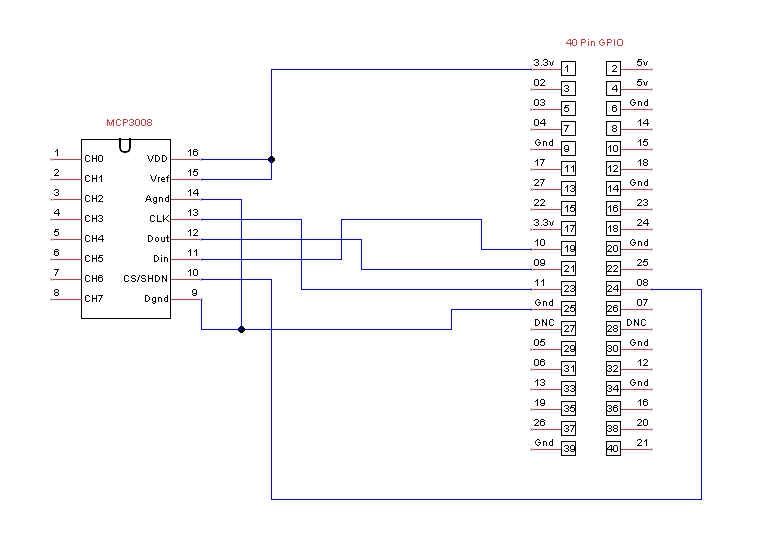 40 Pin GPIO
3.3v 1 2 5v
02 3 4 5v
03 5 6 Gnd
04 7 8 14
Gnd 9 10 15
17 11 12 18
27 13 14 Gnd
22 15 16 23
3.3v 17 18 24
10 19 20 Gnd
09 21 22 25
11 23 24 08
Gnd 25 26 07
DNC 27 28 DNC
05 29 30 Gnd
06 31 32 12
13 33 34 Gnd
19 35 36 16
26 37 38 20
Gnd 39 40 21
MCP3008
1 CH0 VDD 16
2 CH1 Vref 15
3 CH2 Agnd 14
4 CH3 CLK 13
5 CH4 Dout 12
6 CH5 Din 11
7 CH6 CS/SHDN 10
8 CH7 Dgnd 9